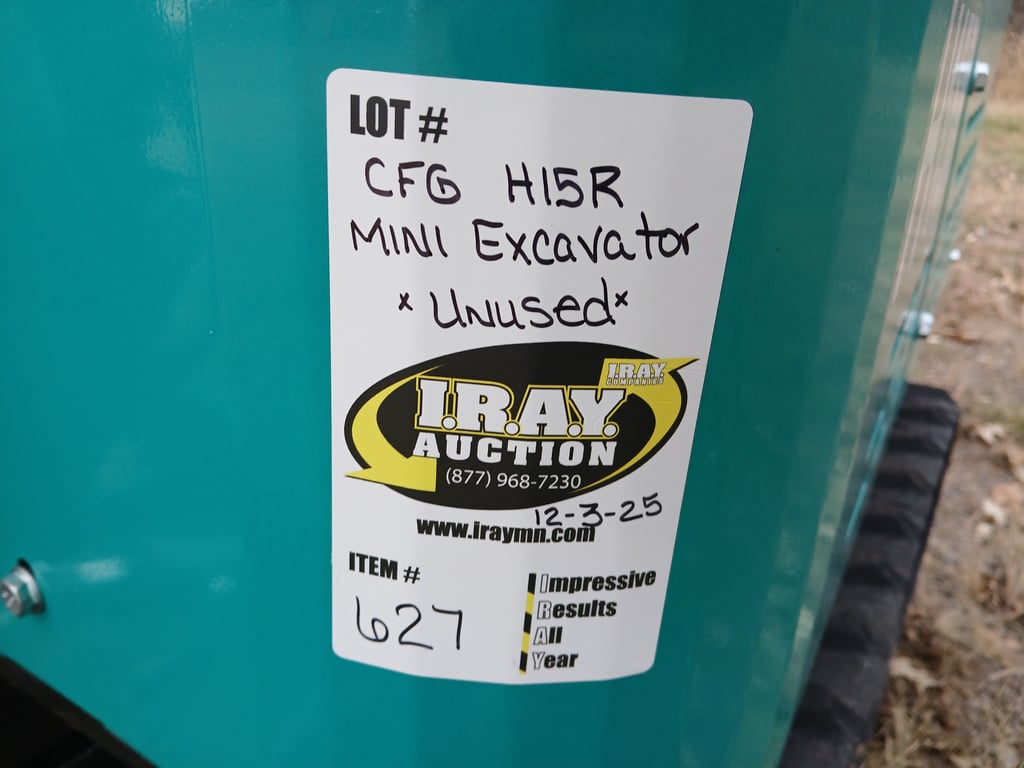 LOT #
CFG H15R
MINI Excavator
x Unused x
I.R.A.Y.
COMPANIES
I.R.A.Y.
AUCTION
(877) 968-7230
12-3-25
www.iraymn.com
ITEM #
627
Impressive
Results
All
Year